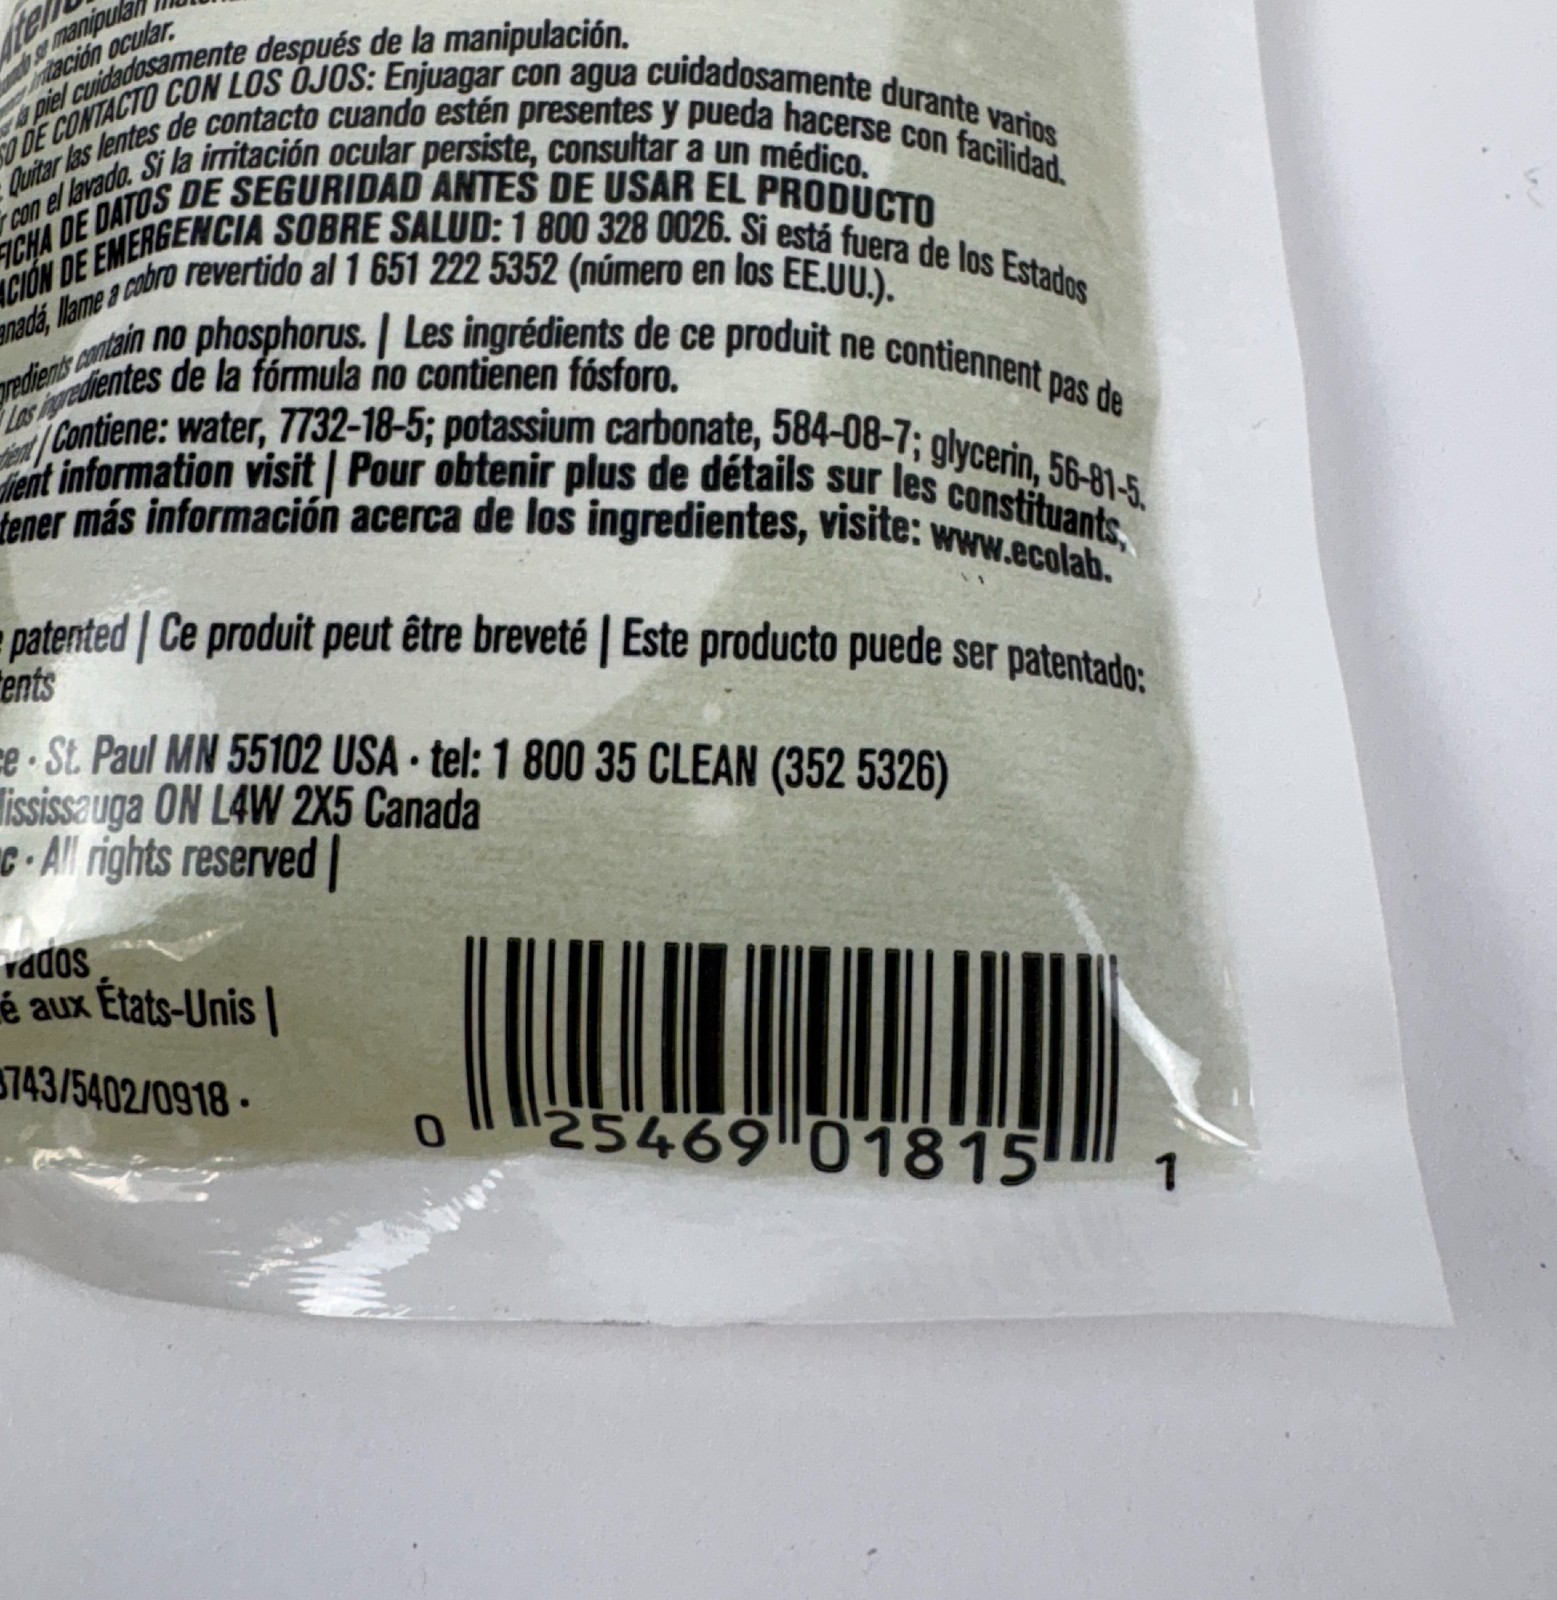 se manipulan
irritación ocular.
la piel cuidadosamente después de la manipulación.
DE CONTACTO CON LOS OJOS: Enjuagar con agua cuidadosamente durante varios
Quitar las lentes de contacto cuando estén presentes y pueda hacerse con facilidad.
con el lavado. Si la irritación ocular persiste, consultar a un médico.
FICHA DE DATOS DE SEGURIDAD ANTES DE USAR EL PRODUCTO
ACIÓN DE EMERGENCIA SOBRE SALUD: 1 800 328 0026. Si está fuera de los Estados
anadá, llame a cobro revertido al 1 651 222 5352 (número en los EE.UU.).
gredients contain no phosphorus. | Les ingrédients de ce produit ne contiennent pas de
| Los ingredientes de la fórmula no contienen fósforo.
/ Contiene: water, 7732-18-5; potassium carbonate, 584-08-7; glycerin, 56-81-5.
dient information visit | Pour obtenir plus de détails sur les constituants,
tener más información acerca de los ingredientes, visite: www.ecolab.
patented | Ce produit peut être breveté | Este producto puede ser patentado:
ents
ce · St. Paul MN 55102 USA · tel: 1 800 35 CLEAN (352 5326)
ississauga ON L4W 2X5 Canada
c · All rights reserved |
vados
é aux États-Unis |
3743/5402/0918 ·
0 25469 01815 1